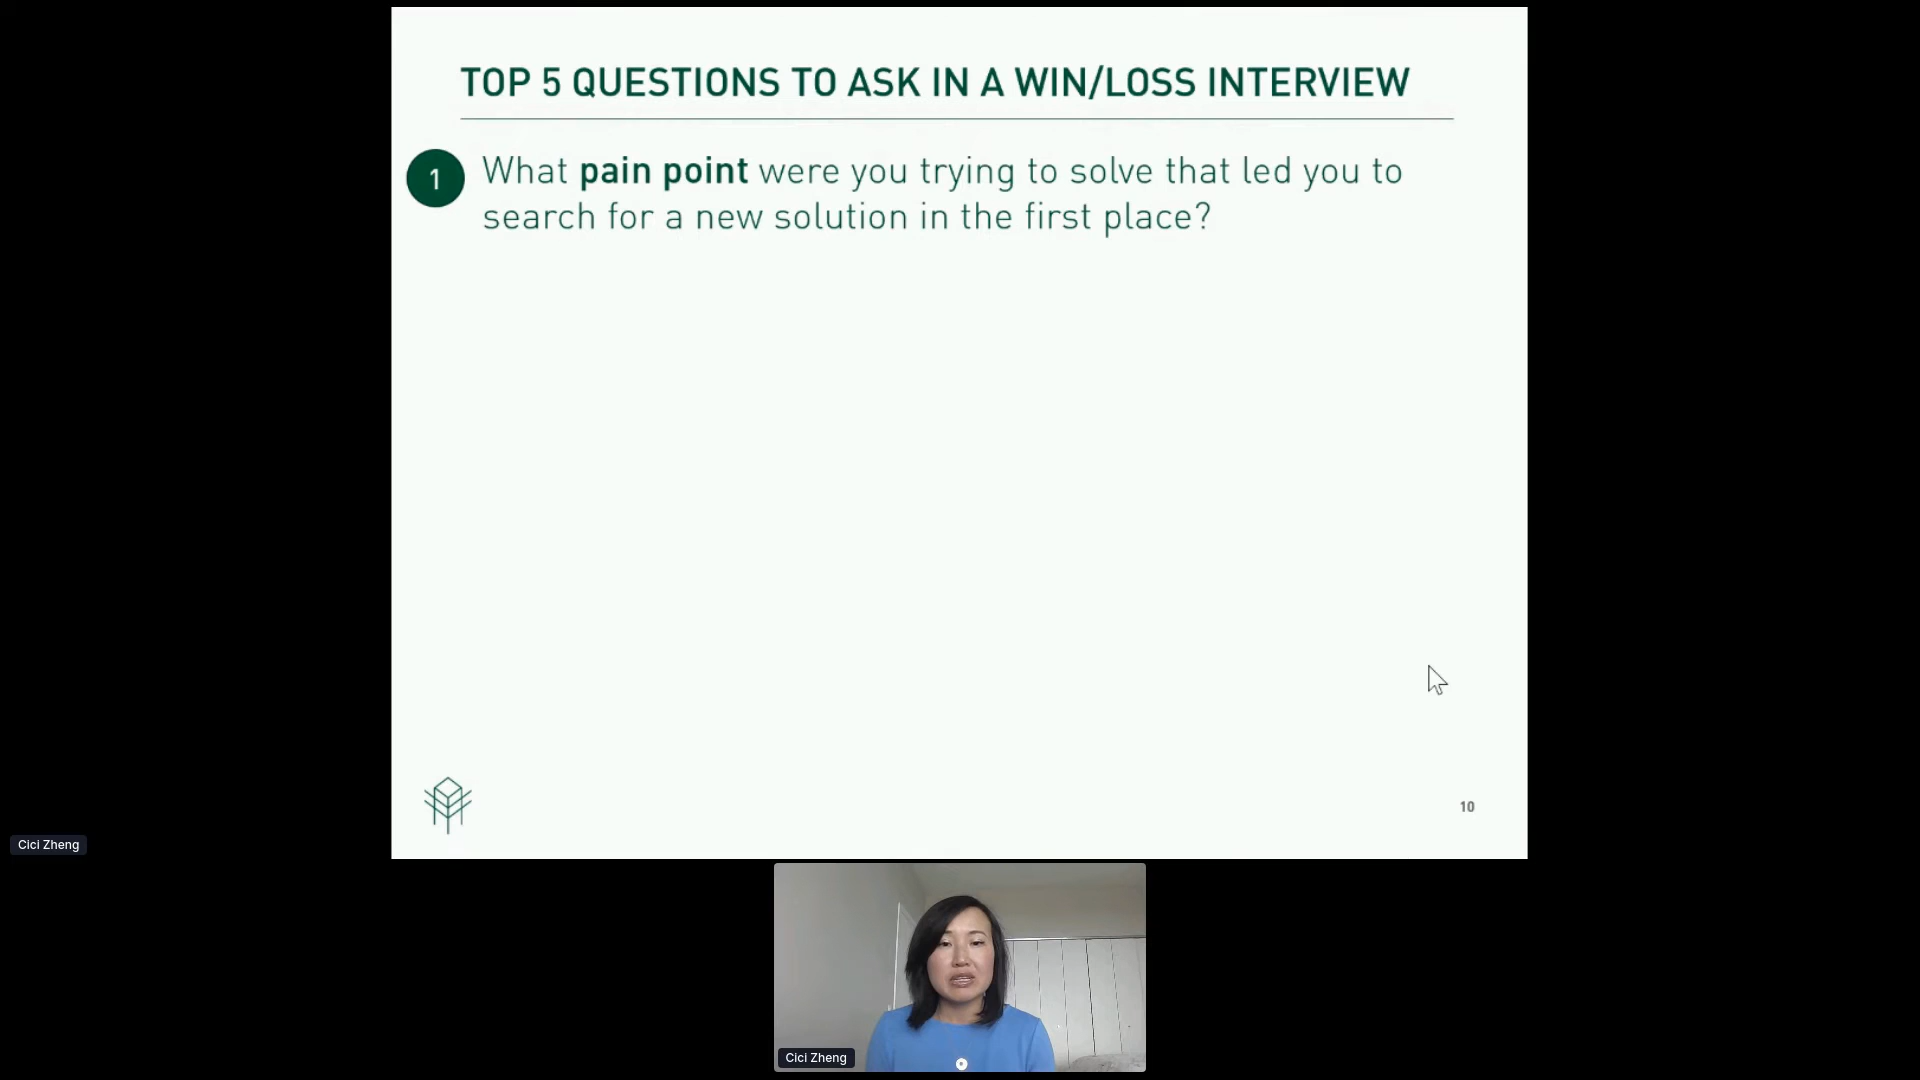 TOP 5 QUESTIONS TO ASK IN A WIN/LOSS INTERVIEW
1
What pain point were you trying to solve that led you to
search for a new solution in the first place?
10
Cici Zheng
Cici Zheng